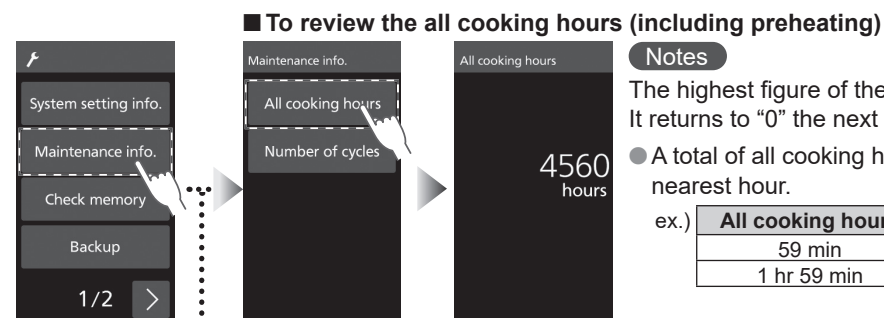 ■ To review the all cooking hours (including preheating)
System setting info.
Maintenance info.
Check memory
Backup
1/2 >
Maintenance info.
All cooking hours
Number of cycles
All cooking hours
4560
hours
Notes
The highest figure of the
It returns to “0” the next
● A total of all cooking h
nearest hour.
ex.) All cooking hour
59 min
1 hr 59 min